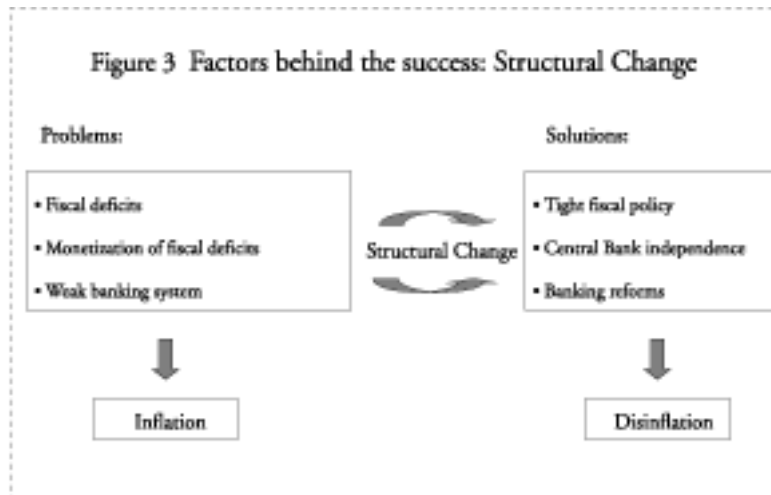 Figure 3 Factors behind the success: Structural Change
Problems:
▪ Fiscal deficits
▪ Monetization of fiscal deficits
▪ Weak banking system
Inflation
Structural Change
Solutions:
▪ Tight fiscal policy
▪ Central Bank independence
▪ Banking reforms
Disinflation